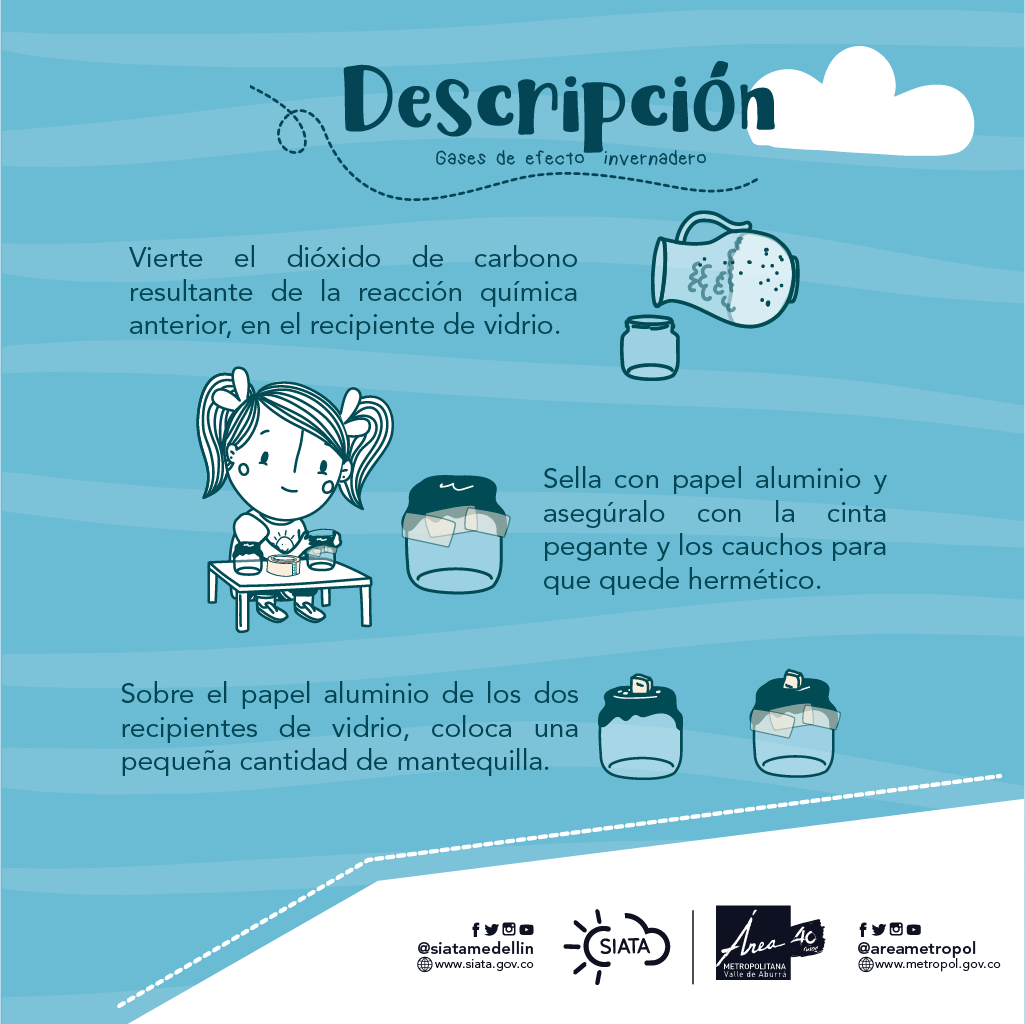 Descripción
Gases de efecto invernadero
Vierte el dióxido de carbono
resultante de la reacción química
anterior, en el recipiente de vidrio.
Sella con papel aluminio y
asegúralo con la cinta
pegante y los cauchos para
que quede hermético.
Sobre el papel aluminio de los dos
recipientes de vidrio, coloca una
pequeña cantidad de mantequilla.
@siatamedellin
www.siata.gov.co
SIATA
Área
40
METROPOLITANA
Valle de Aburrá
@areametropol
www.metropol.gov.co